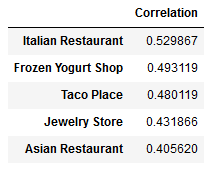 Correlation
Italian Restaurant 0.529867
Frozen Yogurt Shop 0.493119
Taco Place 0.480119
Jewelry Store 0.431866
Asian Restaurant 0.405620